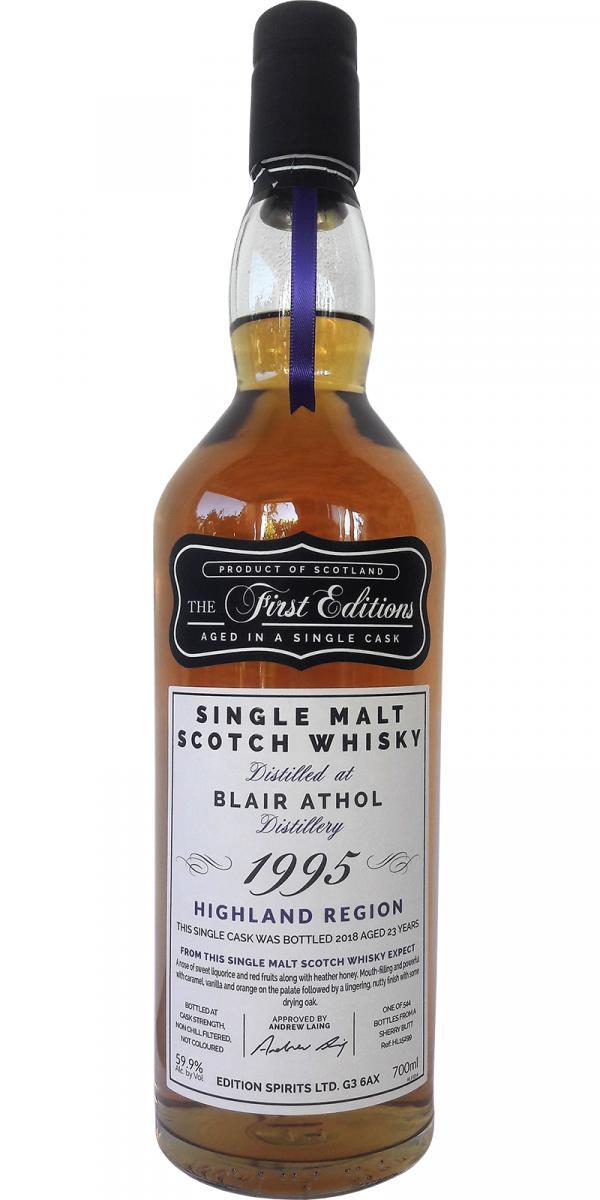 PRODUCT OF SCOTLAND
THE First Editions
AGED IN A SINGLE CASK
SINGLE MALT
SCOTCH WHISKY
Distilled at
BLAIR ATHOL
Distillery
1995
HIGHLAND REGION
THIS SINGLE CASK WAS BOTTLED 2018 AGED 23 YEARS
FROM THIS SINGLE MALT SCOTCH WHISKY EXPECT
A nose of sweet liquorice and red fruits along with heather honey. Mouth-filling and powerful
with caramel, vanilla and orange on the palate followed by a lingering, nutty finish with some
drying oak.
BOTTLED AT
CASK STRENGTH,
NON CHILL FILTERED,
NOT COLOURED
APPROVED BY
ANDREW LAING
Andrew Laing
ONE OF 544
BOTTLES FROM A
SHERRY BUTT
Ref: HL15299
59.9%
Alc. by Vol
EDITION SPIRITS LTD. G3 6AX
700ml